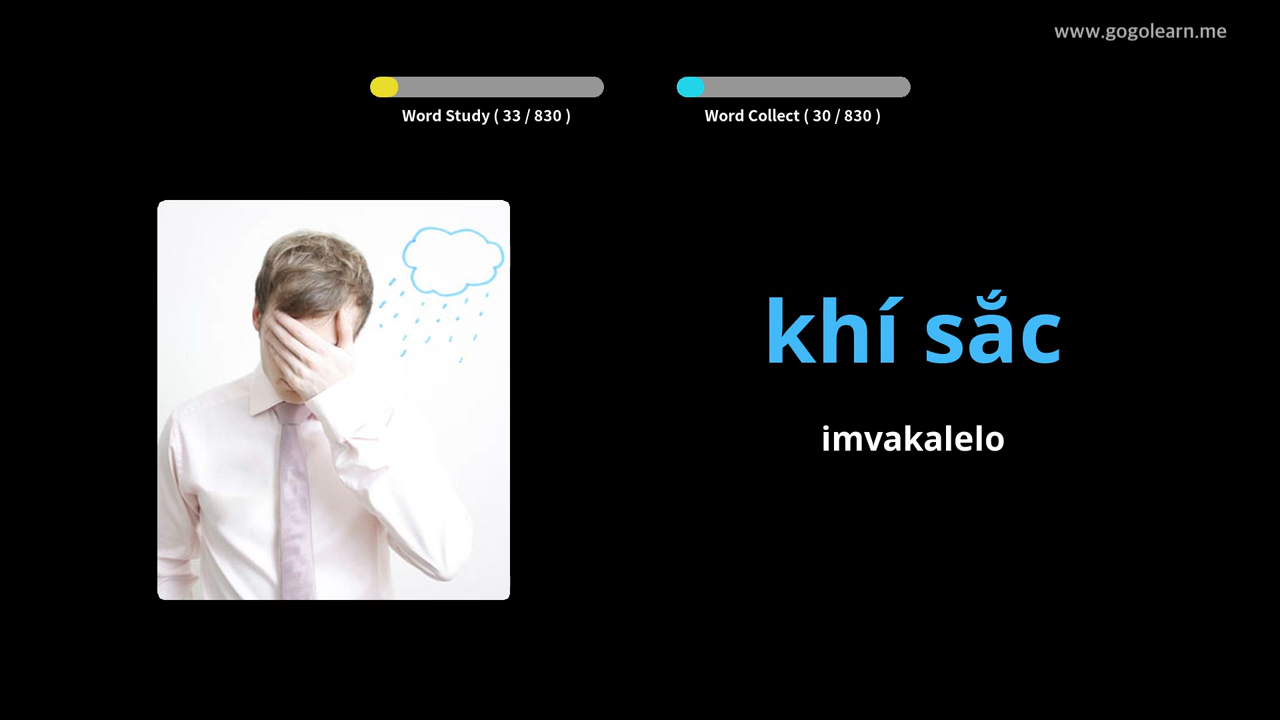 www.gogolearn.me
Word Study ( 33 / 830 )
Word Collect ( 30 / 830 )
khí sắc
imvakalelo